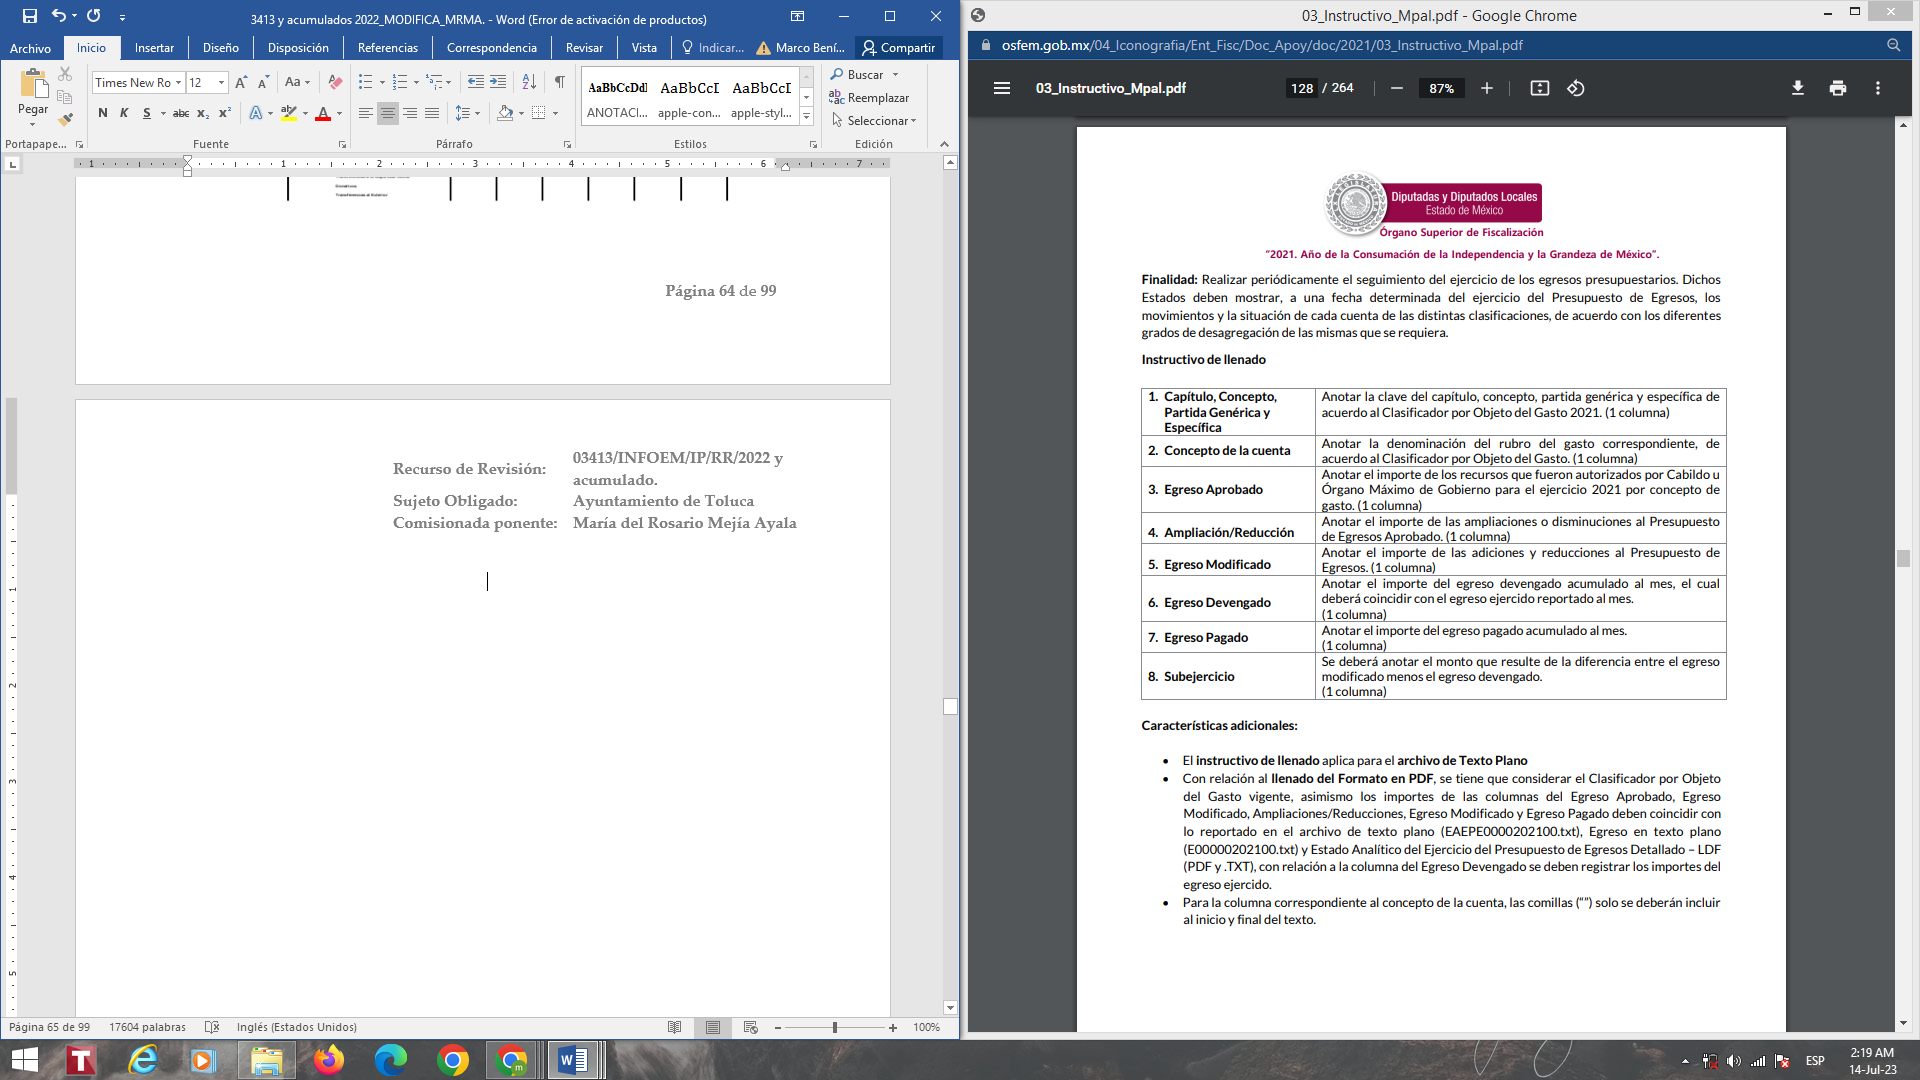 3413 y acumulados 2022_MODIFICA_MRMA. - Word (Error de activación de productos)
Archivo Inicio Insertar Diseño Disposición Referencias Correspondencia Revisar Vista Indicar... Marco Bení... Compartir
Pegar
Times New Ro 12
Aa
N K S abc x₂ x²
AaBbCcDdI AaBbCcI AaBbCcI
ANOTACI... apple-con... apple-styl...
Buscar
Reemplazar
Seleccionar
Portapape... Fuente Párrafo Estilos Edición
1 1 2 3 4 5 6 7
Donativos
Transferencias al Exterior
Página 64 de 99
Recurso de Revisión: 03413/INFOEM/IP/RR/2022 y
acumulado.
Sujeto Obligado: Ayuntamiento de Toluca
Comisionada ponente: María del Rosario Mejía Ayala
1
2
3
4
5
Página 65 de 99 17604 palabras Inglés (Estados Unidos) 100%
03_Instructivo_Mpal.pdf - Google Chrome
osfem.gob.mx/04_Iconografia/Ent_Fisc/Doc_Apoy/doc/2021/03_Instructivo_Mpal.pdf
03_Instructivo_Mpal.pdf 128 / 264 87%
Diputadas y Diputados Locales
Estado de México
Órgano Superior de Fiscalización
"2021. Año de la Consumación de la Independencia y la Grandeza de México".
Finalidad: Realizar periódicamente el seguimiento del ejercicio de los egresos presupuestarios. Dichos
Estados deben mostrar, a una fecha determinada del ejercicio del Presupuesto de Egresos, los
movimientos y la situación de cada cuenta de las distintas clasificaciones, de acuerdo con los diferentes
grados de desagregación de las mismas que se requiera.
Instructivo de llenado
1. Capítulo, Concepto,
Partida Genérica y
Específica
Anotar la clave del capítulo, concepto, partida genérica y específica de
acuerdo al Clasificador por Objeto del Gasto 2021. (1 columna)
2. Concepto de la cuenta
Anotar la denominación del rubro del gasto correspondiente, de
acuerdo al Clasificador por Objeto del Gasto. (1 columna)
3. Egreso Aprobado
Anotar el importe de los recursos que fueron autorizados por Cabildo u
Órgano Máximo de Gobierno para el ejercicio 2021 por concepto de
gasto. (1 columna)
4. Ampliación/Reducción
Anotar el importe de las ampliaciones o disminuciones al Presupuesto
de Egresos Aprobado. (1 columna)
5. Egreso Modificado
Anotar el importe de las adiciones y reducciones al Presupuesto de
Egresos. (1 columna)
6. Egreso Devengado
Anotar el importe del egreso devengado acumulado al mes, el cual
deberá coincidir con el egreso ejercido reportado al mes.
(1 columna)
7. Egreso Pagado
Anotar el importe del egreso pagado acumulado al mes.
(1 columna)
8. Subejercicio
Se deberá anotar el monto que resulte de la diferencia entre el egreso
modificado menos el egreso devengado.
(1 columna)
Características adicionales:
• El instructivo de llenado aplica para el archivo de Texto Plano
• Con relación al llenado del Formato en PDF, se tiene que considerar el Clasificador por Objeto
del Gasto vigente, asimismo los importes de las columnas del Egreso Aprobado, Egreso
Modificado, Ampliaciones/Reducciones, Egreso Modificado y Egreso Pagado deben coincidir con
lo reportado en el archivo de texto plano (EAEPE0000202100.txt), Egreso en texto plano
(E00000202100.txt) y Estado Analítico del Ejercicio del Presupuesto de Egresos Detallado – LDF
(PDF y .TXT), con relación a la columna del Egreso Devengado se deben registrar los importes del
egreso ejercido.
• Para la columna correspondiente al concepto de la cuenta, las comillas ("") solo se deberán incluir
al inicio y final del texto.
ESP
2:19 AM
14-Jul-23